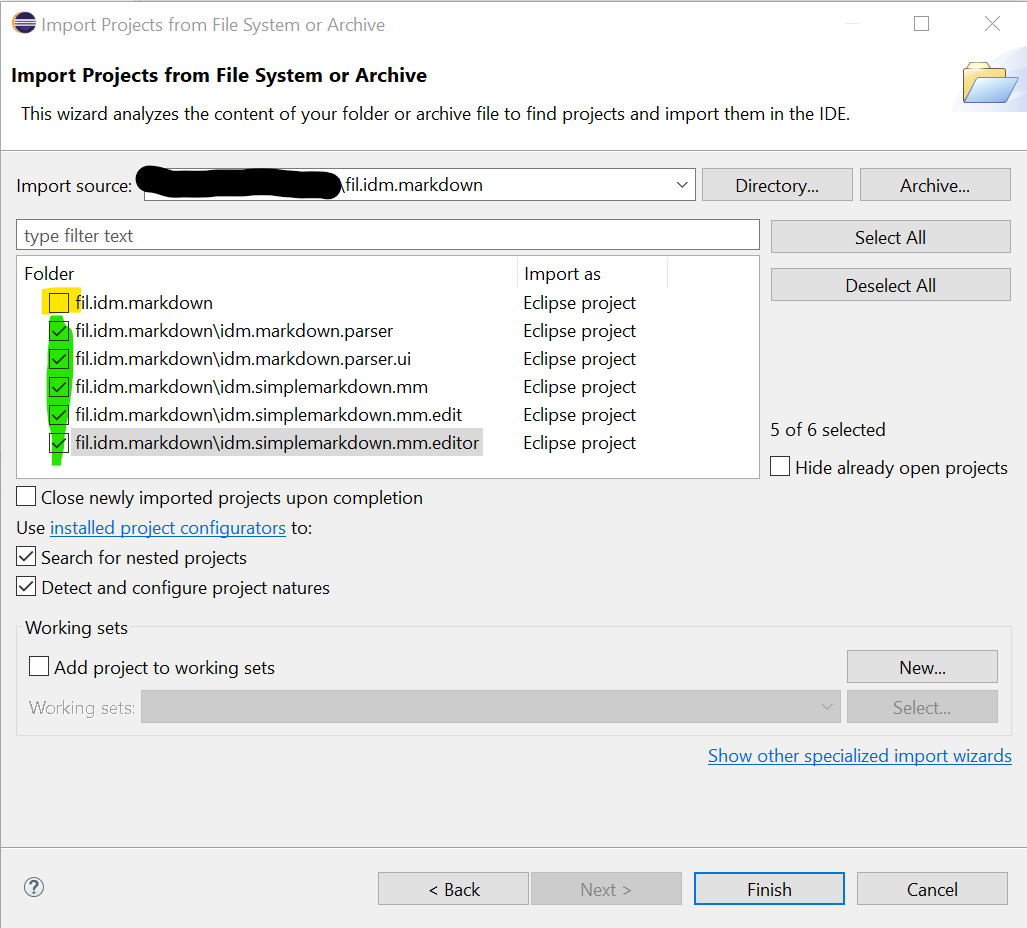 Import Projects from File System or Archive
Import Projects from File System or Archive
This wizard analyzes the content of your folder or archive file to find projects and import them in the IDE.
Import source: \fil.idm.markdown Directory... Archive...
type filter text Select All
Folder Import as Deselect All
fil.idm.markdown Eclipse project
fil.idm.markdown\idm.markdown.parser Eclipse project
fil.idm.markdown\idm.markdown.parser.ui Eclipse project
fil.idm.markdown\idm.simplemarkdown.mm Eclipse project
fil.idm.markdown\idm.simplemarkdown.mm.edit Eclipse project
fil.idm.markdown\idm.simplemarkdown.mm.editor Eclipse project
5 of 6 selected
Hide already open projects
Close newly imported projects upon completion
Use installed project configurators to:
Search for nested projects
Detect and configure project natures
Working sets
Add project to working sets New...
Working sets: Select...
Show other specialized import wizards
? < Back Next > Finish Cancel